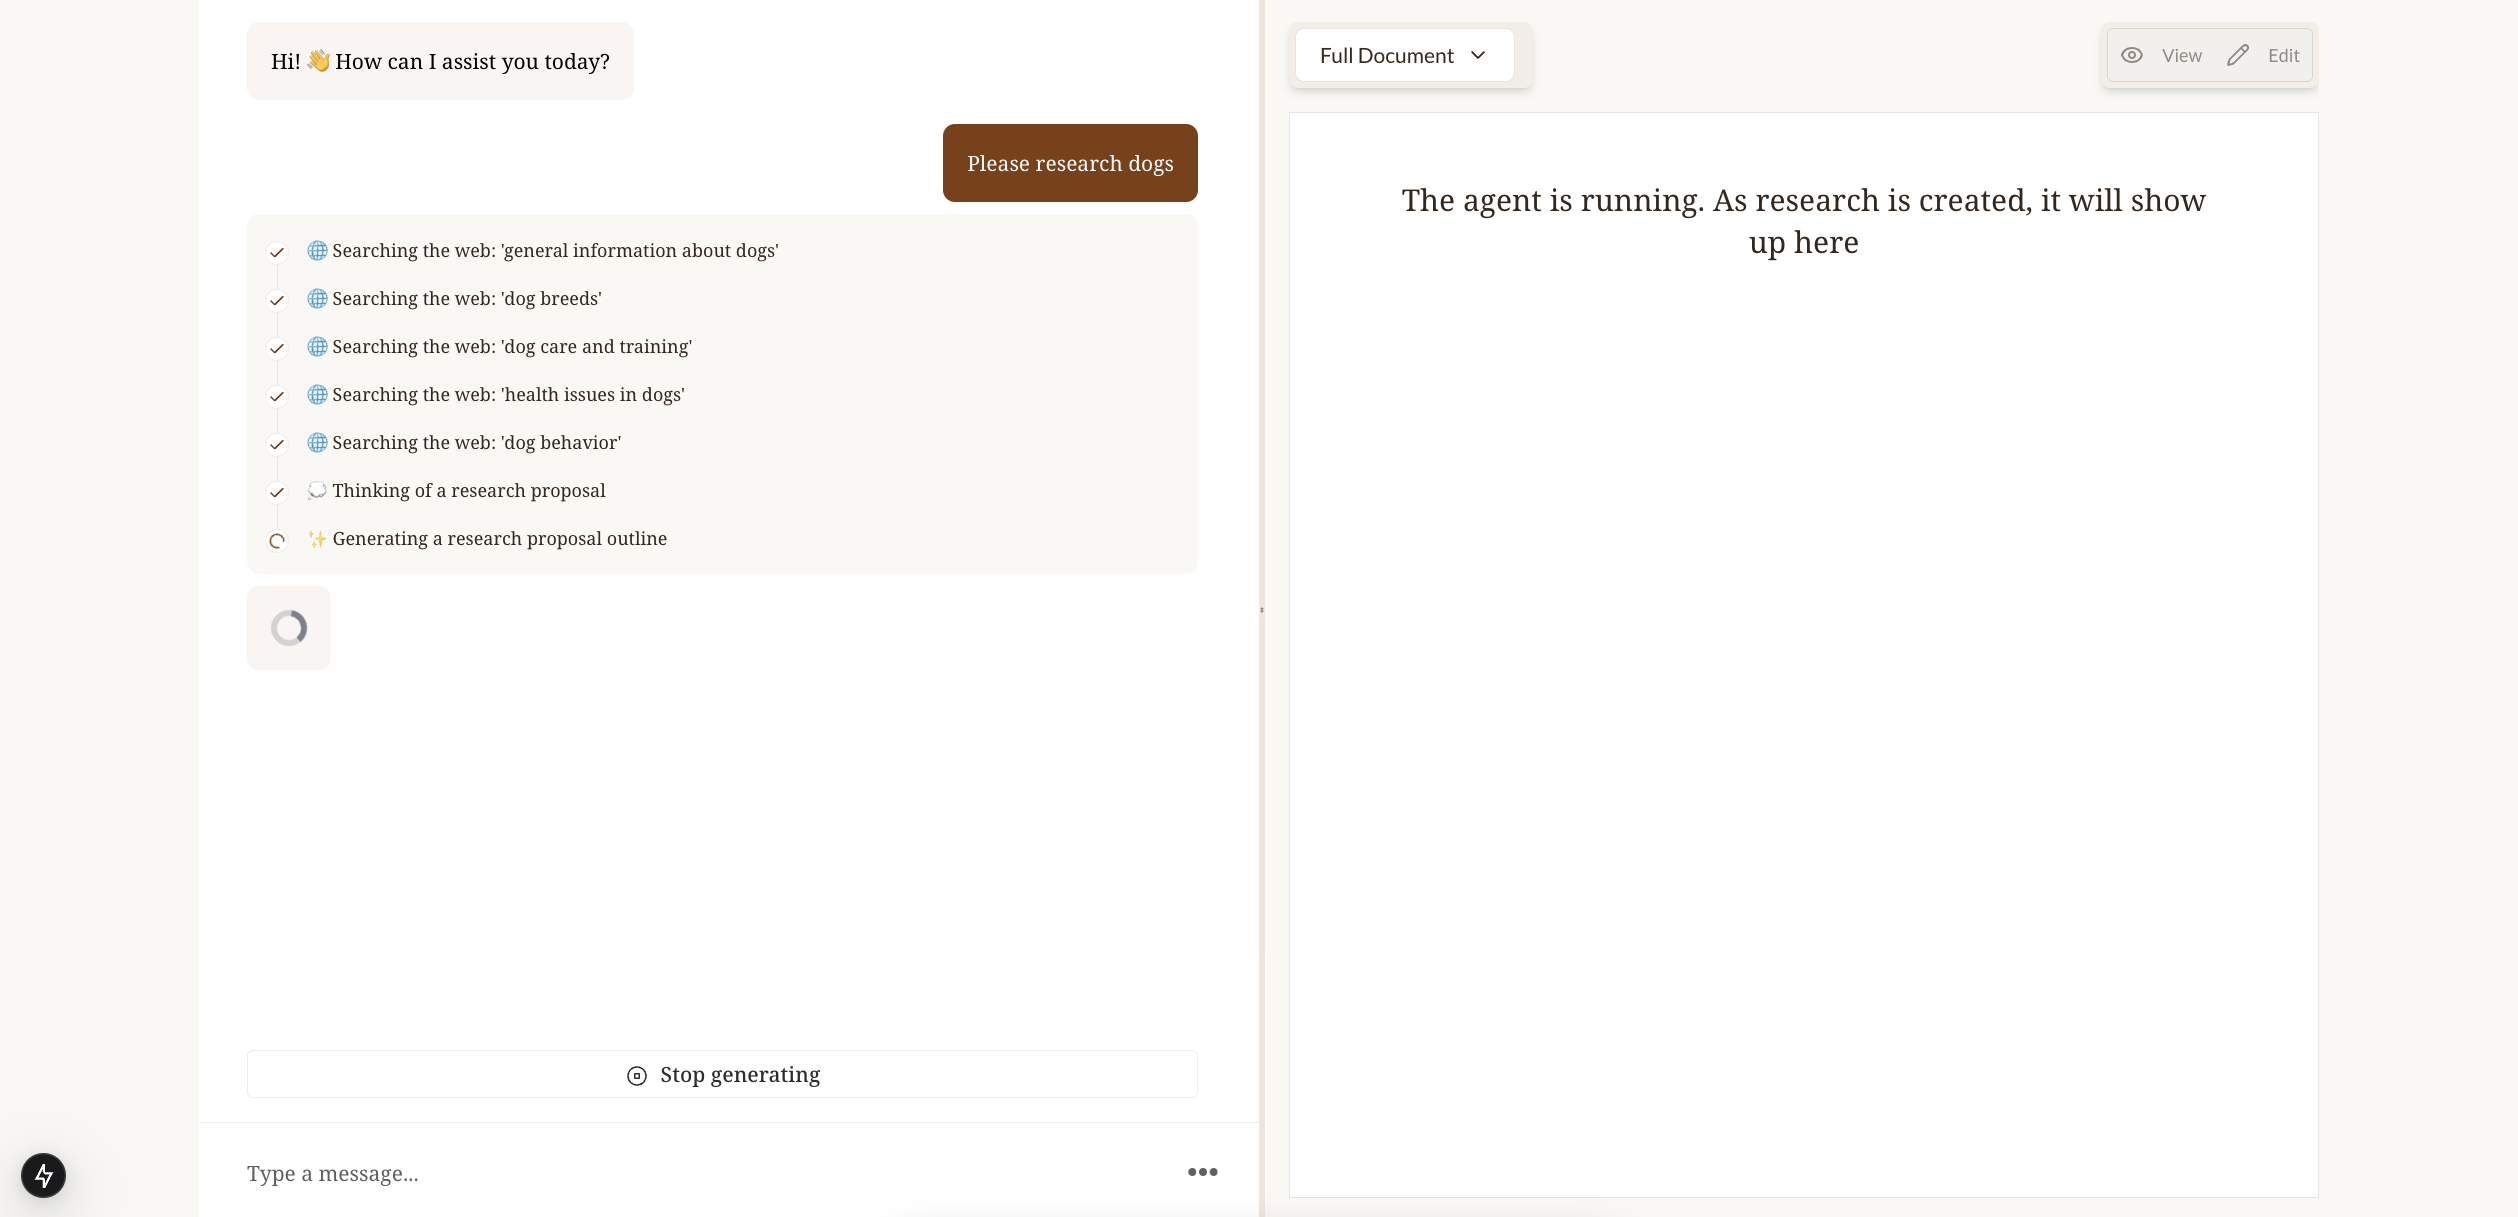 Hi! 👋 How can I assist you today?
Please research dogs
🌐 Searching the web: 'general information about dogs'
🌐 Searching the web: 'dog breeds'
🌐 Searching the web: 'dog care and training'
🌐 Searching the web: 'health issues in dogs'
🌐 Searching the web: 'dog behavior'
💭 Thinking of a research proposal
✨ Generating a research proposal outline
Stop generating
Type a message...
Full Document
View
Edit
The agent is running. As research is created, it will show
up here